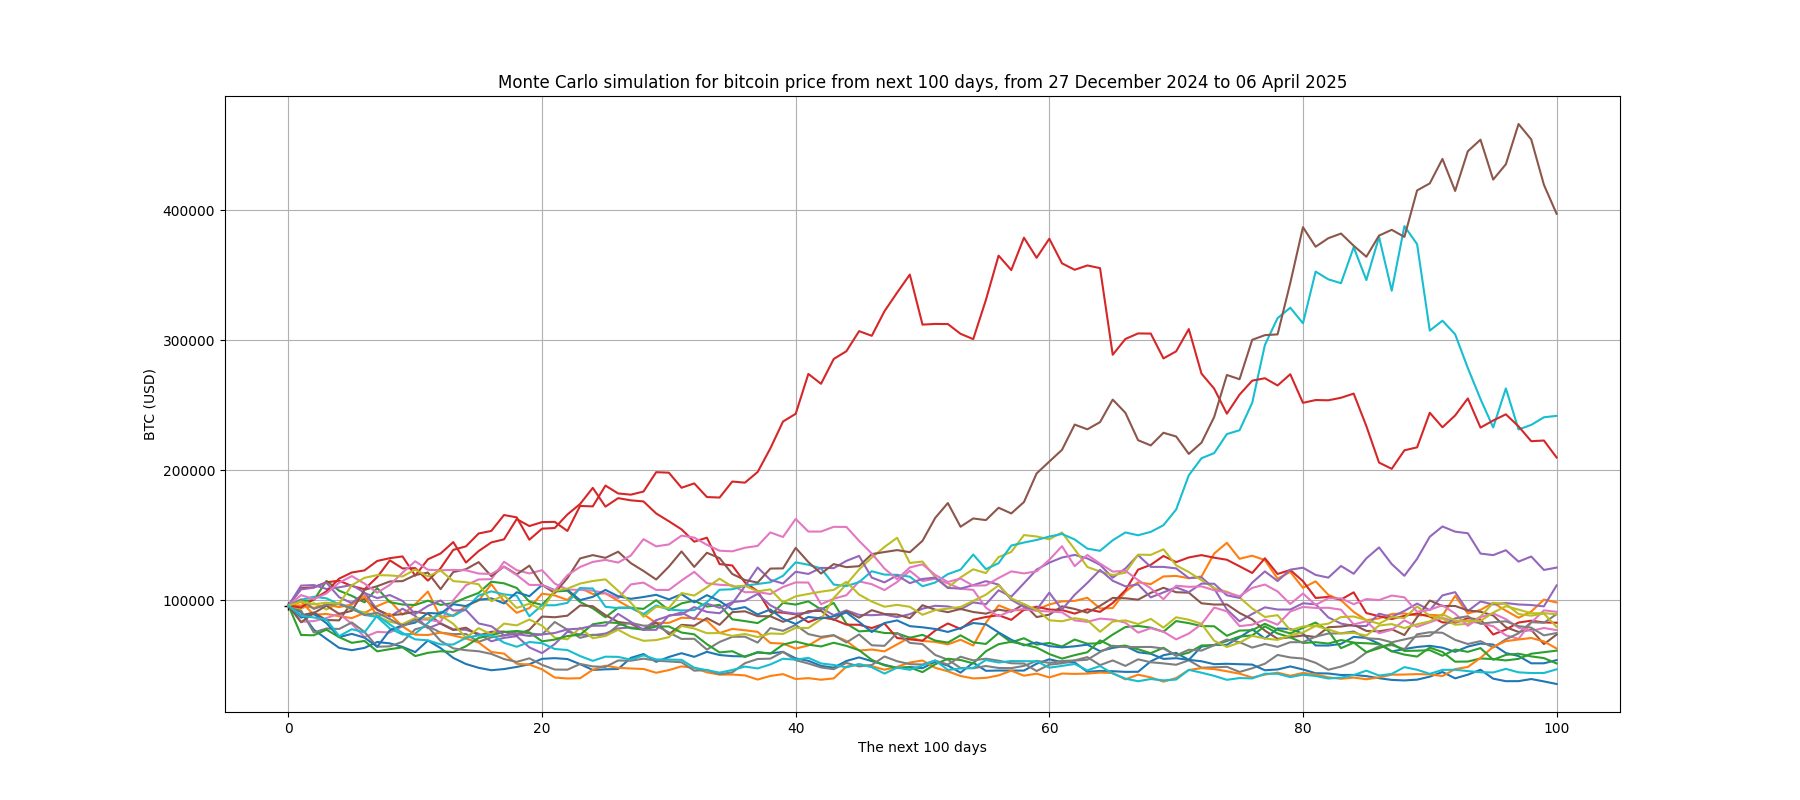 Monte Carlo simulation for bitcoin price from next 100 days, from 27 December 2024 to 06 April 2025
400000
300000
200000
100000
BTC (USD)
0 20 40 60 80 100
The next 100 days